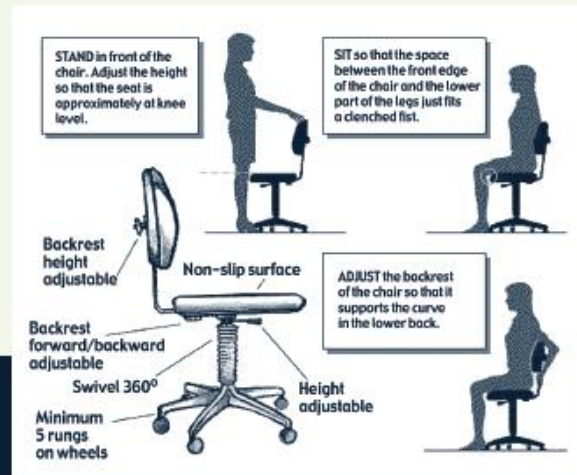 STAND in front of the
chair. Adjust the height
so that the seat is
approximately at knee
level.
SIT so that the space
between the front edge
of the chair and the lower
part of the legs just fits
a clenched fist.
Backrest
height
adjustable
Non-slip surface
ADJUST the backrest
of the chair so that it
supports the curve
in the lower back.
Backrest
forward/backward
adjustable
Swivel 360º
Height
adjustable
Minimum
5 rungs
on wheels